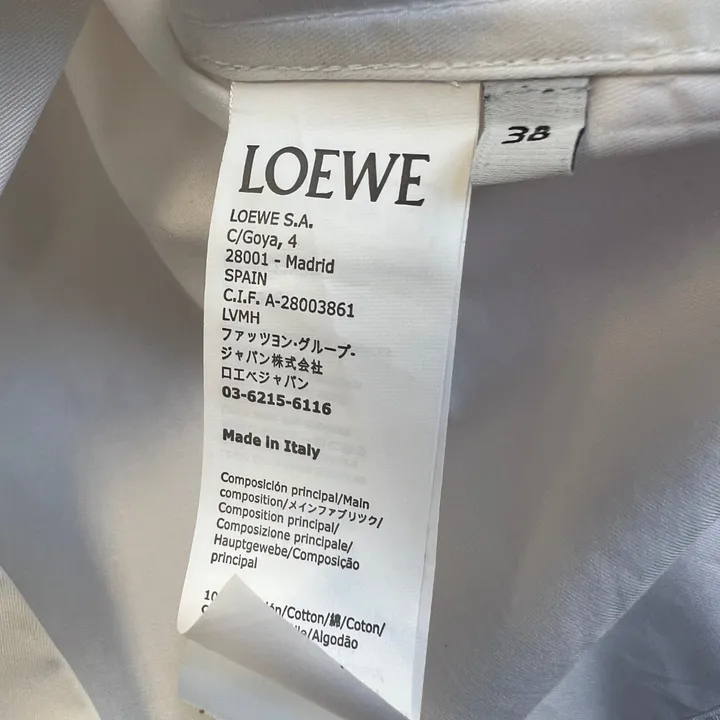 LOEWE
38
LOEWE S.A.
C/Goya, 4
28001 - Madrid
SPAIN
C.I.F. A-28003861
LVMH
ファッツヨン・グループ-
ジャパン株式会社
ロエベジャパン
03-6215-6116
Made in Italy
Composición principal/Main
composition/メインファブリック/
Composition principal/
Composizione principale/
Hauptgewebe/Composição
principal
/Cotton/綿/Coton/
/Algodão